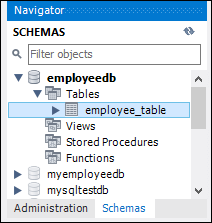 Navigator
SCHEMAS
Filter objects
employeedb
Tables
employee_table
Views
Stored Procedures
Functions
myemployeedb
mysqltestdb
Administration Schemas